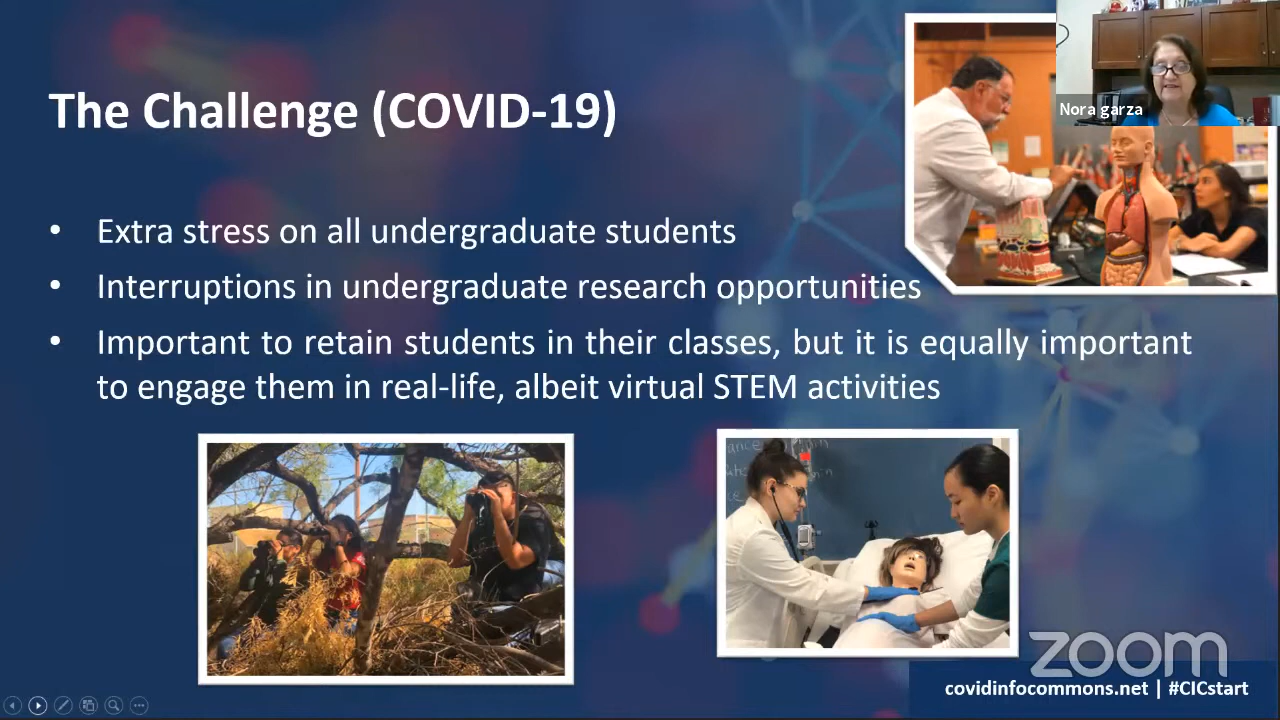 The Challenge (COVID-19)
Nora garza
• Extra stress on all undergraduate students
• Interruptions in undergraduate research opportunities
• Important to retain students in their classes, but it is equally important
to engage them in real-life, albeit virtual STEM activities
zoom
covidinfocommons.net | #CICstart